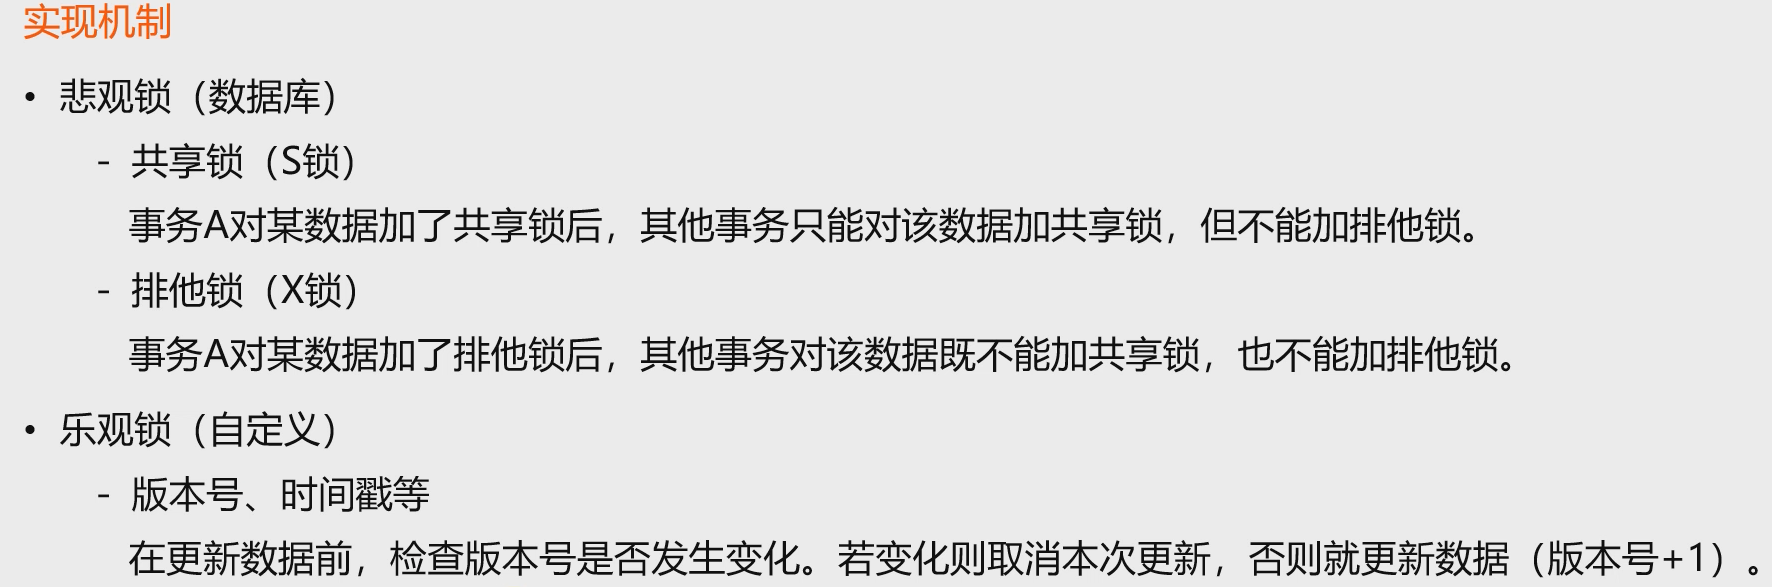 实现机制
• 悲观锁（数据库）
- 共享锁（S锁）
事务A对某数据加了共享锁后，其他事务只能对该数据加共享锁，但不能加排他锁。
- 排他锁（X锁）
事务A对某数据加了排他锁后，其他事务对该数据既不能加共享锁，也不能加排他锁。
• 乐观锁（自定义）
- 版本号、时间戳等
在更新数据前，检查版本号是否发生变化。若变化则取消本次更新，否则就更新数据（版本号+1）。